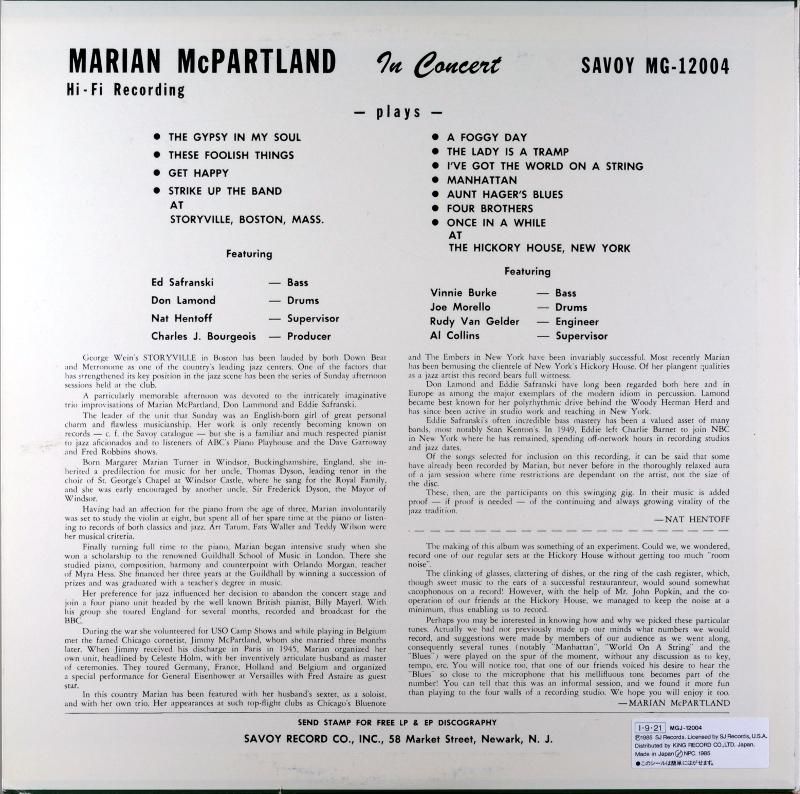 MARIAN McPARTLAND In Concert SAVOY MG-12004
Hi-Fi Recording
— plays —
● THE GYPSY IN MY SOUL
● THESE FOOLISH THINGS
● GET HAPPY
● STRIKE UP THE BAND
AT
STORYVILLE, BOSTON, MASS.
Featuring
Ed Safranski — Bass
Don Lamond — Drums
Nat Hentoff — Supervisor
Charles J. Bourgeois — Producer
● A FOGGY DAY
● THE LADY IS A TRAMP
● I'VE GOT THE WORLD ON A STRING
● MANHATTAN
● AUNT HAGER'S BLUES
● FOUR BROTHERS
● ONCE IN A WHILE
AT
THE HICKORY HOUSE, NEW YORK
Featuring
Vinnie Burke — Bass
Joe Morello — Drums
Rudy Van Gelder — Engineer
Al Collins — Supervisor
George Wein's STORYVILLE in Boston has been lauded by both Down Beat
and Metronome as one of the country's leading jazz centers. One of the factors that
has strengthened its key position in the jazz scene has been the series of Sunday afternoon
sessions held at the club.
A particularly memorable afternoon was devoted to the intricately imaginative
trio improvisations of Marian McPartland, Don Lammond and Eddie Safranski.
The leader of the unit that Sunday was an English-born girl of great personal
charm and flawless musicianship. Her work is only recently becoming known on
records — c. f. the Savoy catalogue — but she is a familiar and much respected pianist
to jazz aficionados and to listeners of ABC's Piano Playhouse and the Dave Garroway
and Fred Robbins shows.
Born Margaret Marian Turner in Windsor, Buckinghamshire, England, she in-
herited a predilection for music for her uncle, Thomas Dyson, leading tenor in the
choir of St. George's Chapel at Windsor Castle, where he sang for the Royal Family,
and she was early encouraged by another uncle, Sir Frederick Dyson, the Mayor of
Windsor.
Having had an affection for the piano from the age of three, Marian involuntarily
was set to study the violin at eight, but spent all of her spare time at the piano or listen-
ing to records of both classics and jazz. Art Tatum, Fats Waller and Teddy Wilson were
her musical criteria.
Finally turning full time to the piano, Marian began intensive study when she
won a scholarship to the renowned Guildhall School of Music in London. There she
studied piano, composition, harmony and counterpoint with Orlando Morgan, teacher
of Myra Hess. She financed her three years at the Guildhall by winning a succession of
prizes and was graduated with a teacher's degree in music.
Her preference for jazz influenced her decision to abandon the concert stage and
join a four piano unit headed by the well known British pianist, Billy Mayerl. With
his group she toured England for several months, recorded and broadcast for the
BBC.
During the war she volunteered for USO Camp Shows and while playing in Belgium
met the famed Chicago cornetist, Jimmy McPartland, whom she married three months
later. When Jimmy received his discharge in Paris in 1945, Marian organized her
own unit, headlined by Celeste Holm, with her inventively articulate husband as master
of ceremonies. They toured Germany, France, Holland and Belgium and organized
a special performance for General Eisenhower at Versailles with Fred Astaire as guest
star.
In this country Marian has been featured with her husband's sextet, as a soloist,
and with her own trio. Her appearances at such top-flight clubs as Chicago's Bluenote
and The Embers in New York have been invariably successful. Most recently Marian
has been bemusing the clientele of New York's Hickory House. Of her plangent qualities
as a jazz artist this record bears full witness.
Don Lamond and Eddie Safranski have long been regarded both here and in
Europe as among the major exemplars of the modern idiom in percussion. Lamond
became best known for her polyrhythmic drive behind the Woody Herman Herd and
has since been active in studio work and teaching in New York.
Eddie Safranski's often incredible bass mastery has been a valued asset of many
bands, most notably Stan Kenton's. In 1949, Eddie left Charlie Barnet to join NBC
in New York where he has remained, spending off-network hours in recording studios
and jazz dates.
Of the songs selected for inclusion on this recording, it can be said that some
have already been recorded by Marian, but never before in the thoroughly relaxed aura
of a jam session where time restrictions are dependant on the artist, not the size of
the disc.
These, then, are the participants on this swinging gig. In their music is added
proof — if proof is needed — of the continuing and always growing vitality of the
jazz tradition.
—NAT HENTOFF
The making of this album was something of an experiment. Could we, we wondered,
record one of our regular sets at the Hickory House without getting too much "room
noise".
The clinking of glasses, clattering of dishes, or the ring of the cash register, which,
though sweet music to the ears of a successful restauranteur, would sound somewhat
cacophonous on a record! However, with the help of Mr. John Popkin, and the co-
operation of our friends at the Hickory House, we managed to keep the noise at a
minimum, thus enabling us to record.
Perhaps you may be interested in knowing how and why we picked these particular
tunes. Actually we had not previously made up our minds what numbers we would
record, and suggestions were made by members of our audience as we went along,
consequently several tunes (notably "Manhattan", "World On A String" and the
"Blues") were played on the spur of the moment, without any discussion as to key,
tempo, etc. You will notice too, that one of our friends voiced his desire to hear the
"Blues" so close to the microphone that his mellifluous tone becomes part of the
number! You can tell that this was an informal session, and we found it more fun
than playing to the four walls of a recording studio. We hope you will enjoy it too.
—MARIAN McPARTLAND
SEND STAMP FOR FREE LP & EP DISCOGRAPHY
SAVOY RECORD CO., INC., 58 Market Street, Newark, N. J.
1-9-21 MGJ-12004
Ⓟ1985 SJ Records. Licensed by SJ Records, U.S.A.
Distributed by KING RECORD CO., LTD. Japan.
Made in Japan NPC. 1985
●このシールは簡単にはがせます。